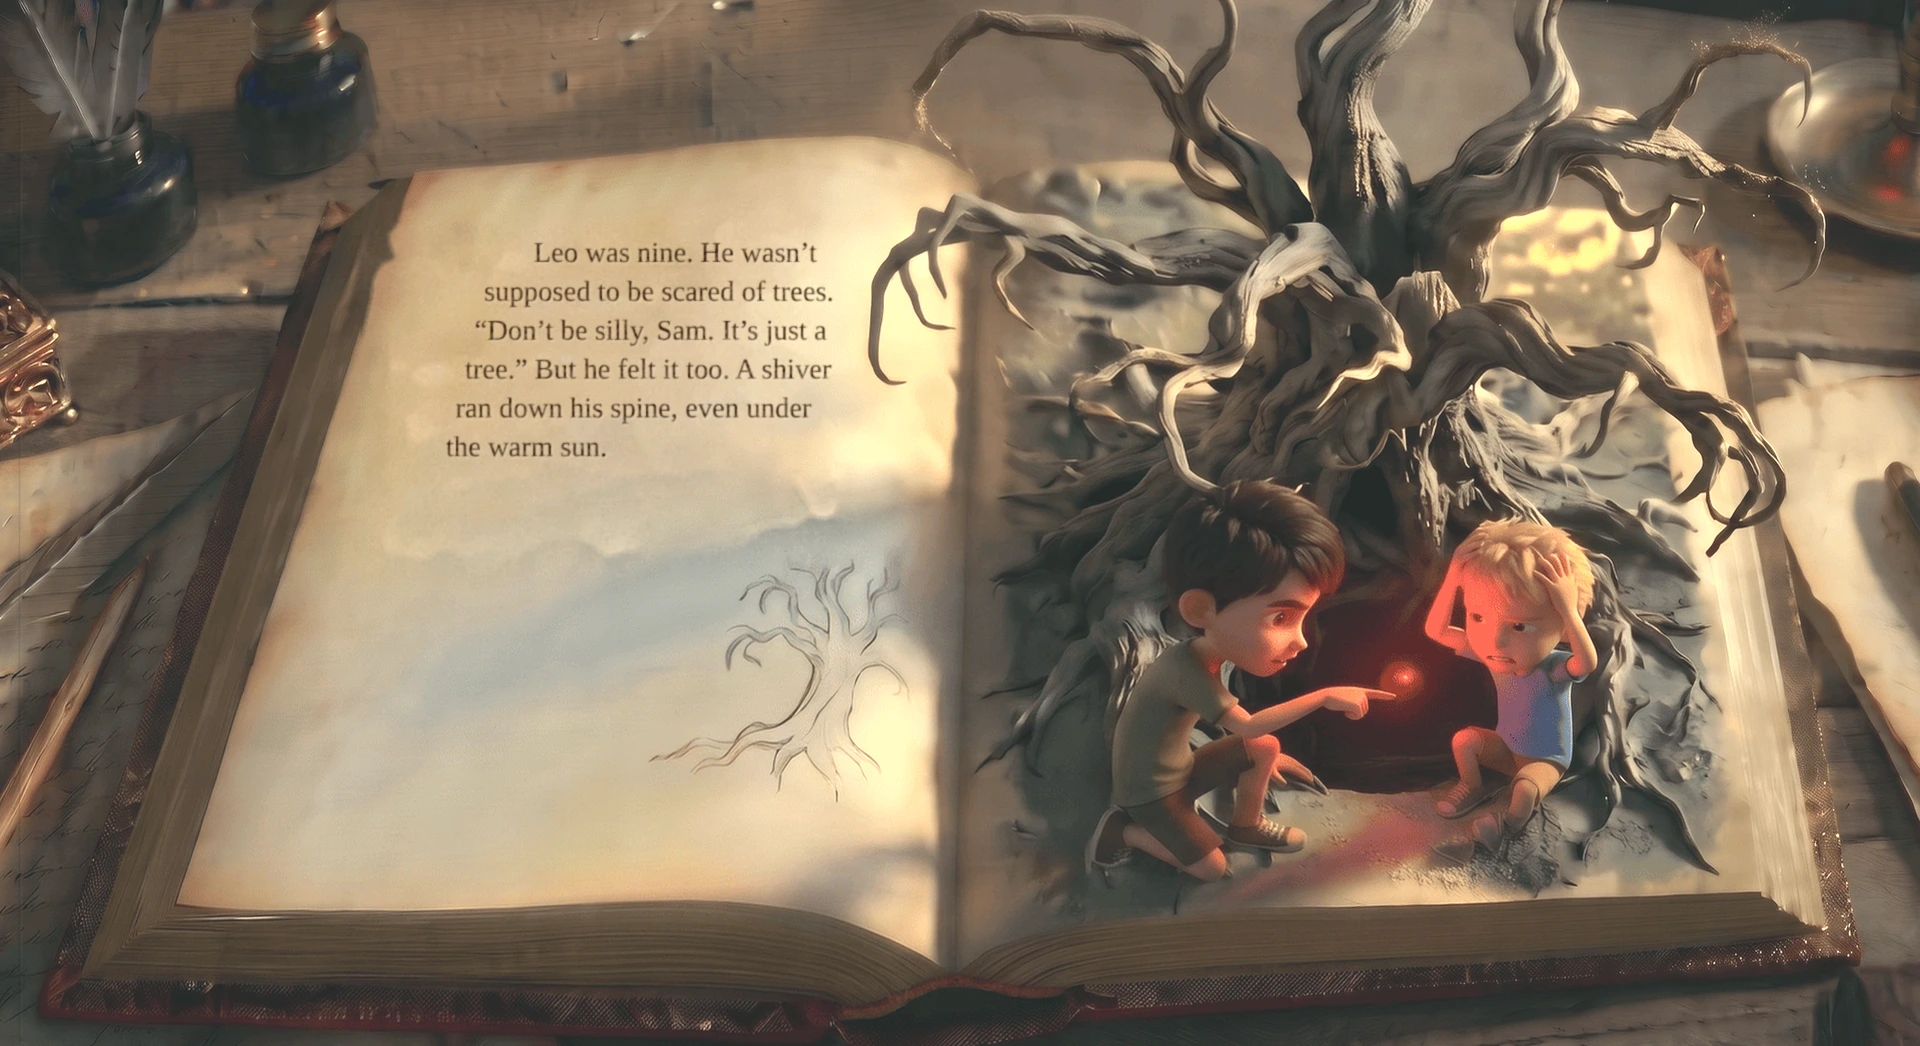 Leo was nine. He wasn’t
supposed to be scared of trees.
“Don’t be silly, Sam. It’s just a
tree.” But he felt it too. A shiver
ran down his spine, even under
the warm sun.